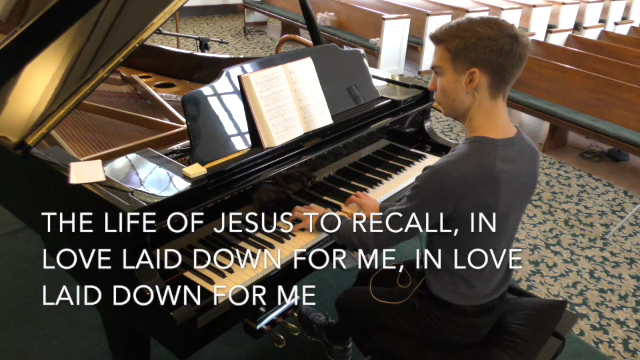 THE LIFE OF JESUS TO RECALL, IN
LOVE LAID DOWN FOR ME, IN LOVE
LAID DOWN FOR ME